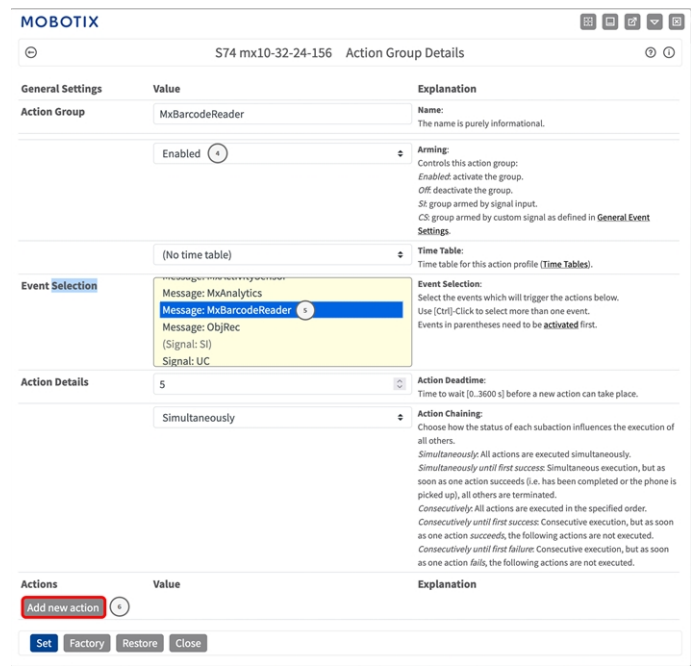 MOBOTIX
S74 mx10-32-24-156 Action Group Details
General Settings Value Explanation
Action Group MxBarcodeReader Name:
The name is purely informational.
Enabled 4 Arming:
Controls this action group:
Enabled: activate the group.
Off: deactivate the group.
SI: group armed by signal input.
CS: group armed by custom signal as defined in General Event
Settings.
(No time table) Time Table:
Time table for this action profile (Time Tables).
Event Selection Message: MxActivitySensor Event Selection:
Message: MxAnalytics Select the events which will trigger the actions below.
Message: MxBarcodeReader 5 Use [Ctrl]-Click to select more than one event.
Message: ObjRec Events in parentheses need to be activated first.
(Signal: SI)
Signal: UC
Action Details 5 Action Deadtime:
Time to wait [0..3600 s] before a new action can take place.
Simultaneously Action Chaining:
Choose how the status of each subaction influences the execution of
all others.
Simultaneously: All actions are executed simultaneously.
Simultaneously until first success: Simultaneous execution, but as
soon as one action succeeds (i.e. has been completed or the phone is
picked up), all others are terminated.
Consecutively: All actions are executed in the specified order.
Consecutively until first success: Consecutive execution, but as soon
as one action succeeds, the following actions are not executed.
Consecutively until first failure: Consecutive execution, but as soon
as one action fails, the following actions are not executed.
Actions Value Explanation
Add new action 6
Set Factory Restore Close